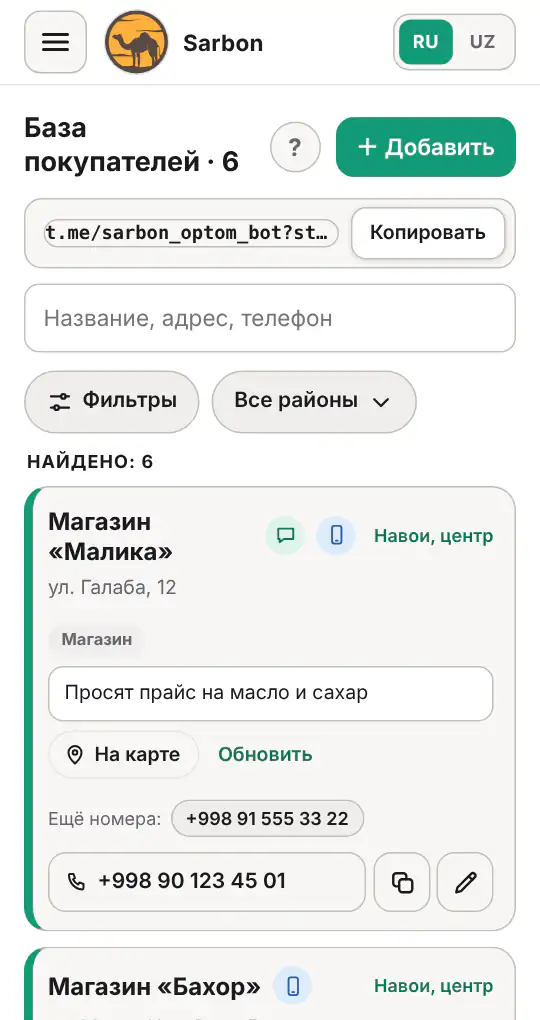 Sarbon
RU UZ
База
покупателей · 6
?
+ Добавить
t.me/sarbon_optom_bot?st…
Копировать
Название, адрес, телефон
Фильтры
Все районы
НАЙДЕНО: 6
Магазин
«Малика»
Навои, центр
ул. Галаба, 12
Магазин
Просят прайс на масло и сахар
На карте
Обновить
Ещё номера: +998 91 555 33 22
+998 90 123 45 01
Магазин «Бахор»
Навои, центр